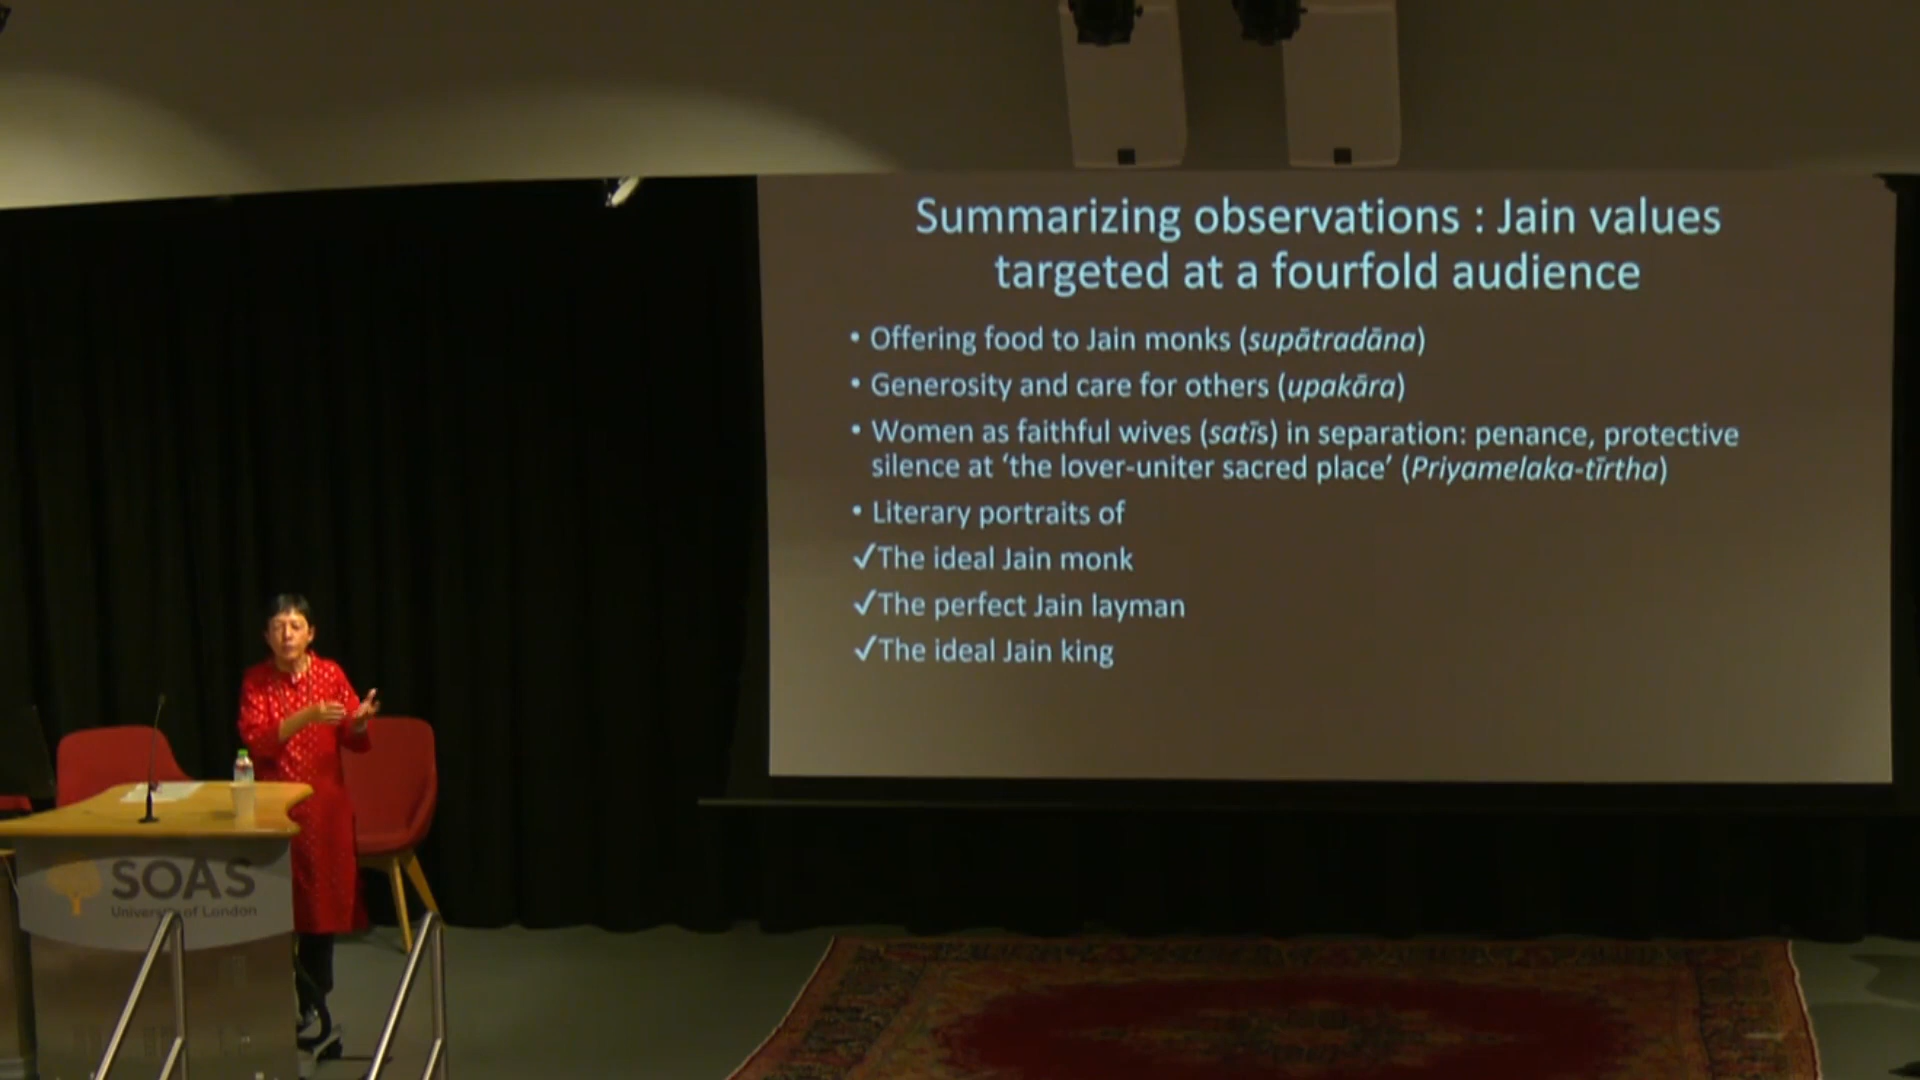 Summarizing observations : Jain values
targeted at a fourfold audience
• Offering food to Jain monks (supātradāna)
• Generosity and care for others (upakāra)
• Women as faithful wives (satīs) in separation: penance, protective
silence at ‘the lover-uniter sacred place’ (Priyamelaka-tīrtha)
• Literary portraits of
✓The ideal Jain monk
✓The perfect Jain layman
✓The ideal Jain king
SOAS
University of London